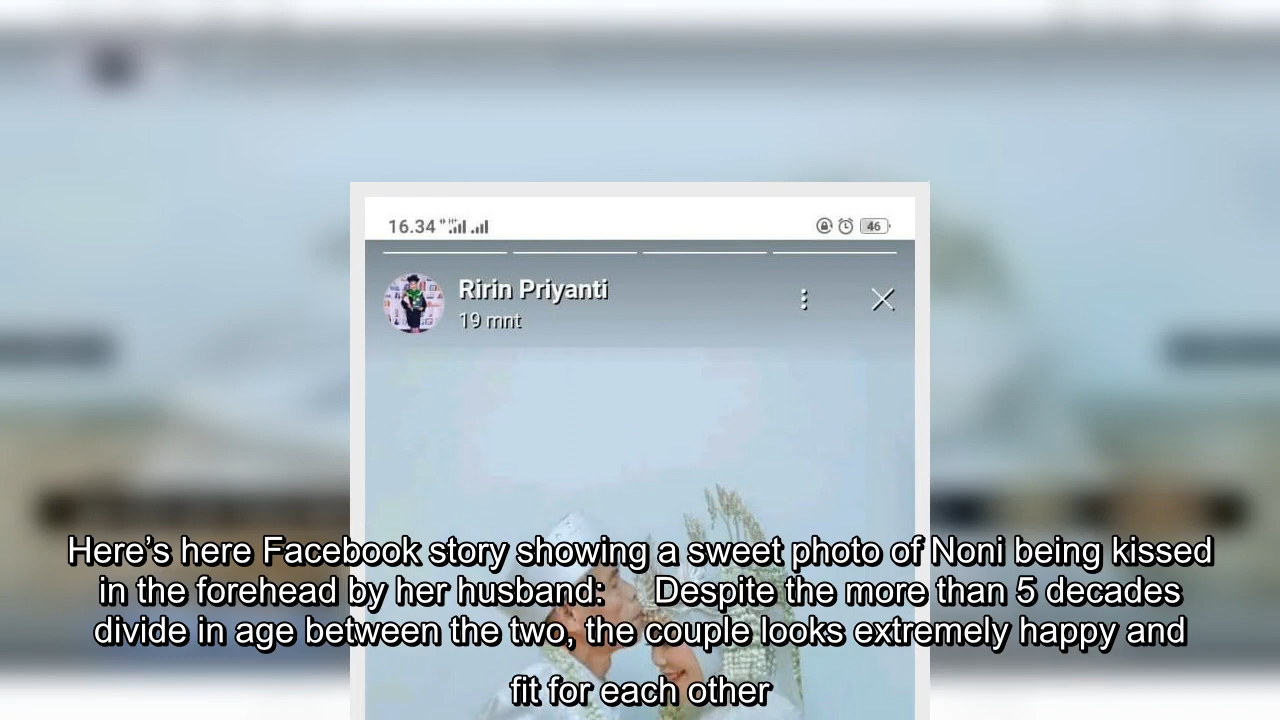 16.34
46
Ririn Priyanti
19 mnt
Here’s here Facebook story showing a sweet photo of Noni being kissed
in the forehead by her husband: Despite the more than 5 decades
divide in age between the two, the couple looks extremely happy and
fit for each other